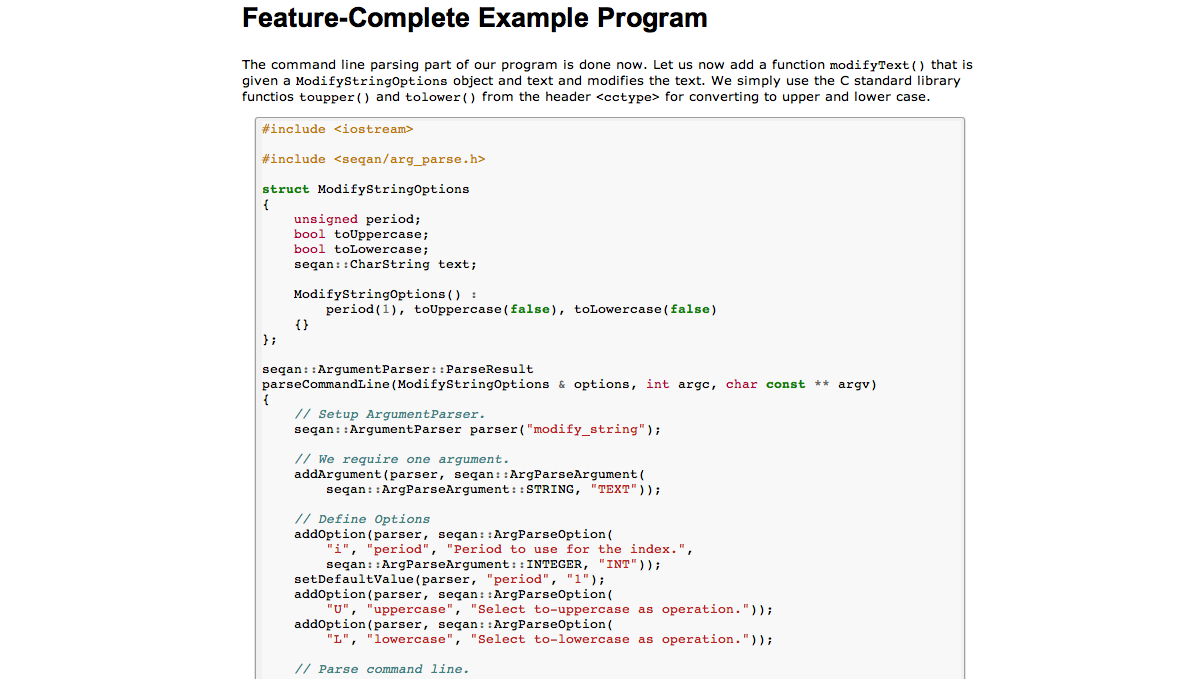 Feature-Complete Example Program
The command line parsing part of our program is done now. Let us now add a function modifyText() that is
given a ModifyStringOptions object and text and modifies the text. We simply use the C standard library
functios toupper() and tolower() from the header <cctype> for converting to upper and lower case.
#include <iostream>
#include <seqan/arg_parse.h>
struct ModifyStringOptions
{
    unsigned period;
    bool toUppercase;
    bool toLowercase;
    seqan::CharString text;
    ModifyStringOptions() :
        period(1), toUppercase(false), toLowercase(false)
    {}
};
seqan::ArgumentParser::ParseResult
parseCommandLine(ModifyStringOptions & options, int argc, char const ** argv)
{
    // Setup ArgumentParser.
    seqan::ArgumentParser parser("modify_string");
    // We require one argument.
    addArgument(parser, seqan::ArgParseArgument(
        seqan::ArgParseArgument::STRING, "TEXT"));
    // Define Options
    addOption(parser, seqan::ArgParseOption(
        "i", "period", "Period to use for the index.",
        seqan::ArgParseArgument::INTEGER, "INT"));
    setDefaultValue(parser, "period", "1");
    addOption(parser, seqan::ArgParseOption(
        "U", "uppercase", "Select to-uppercase as operation."));
    addOption(parser, seqan::ArgParseOption(
        "L", "lowercase", "Select to-lowercase as operation."));
    // Parse command line.